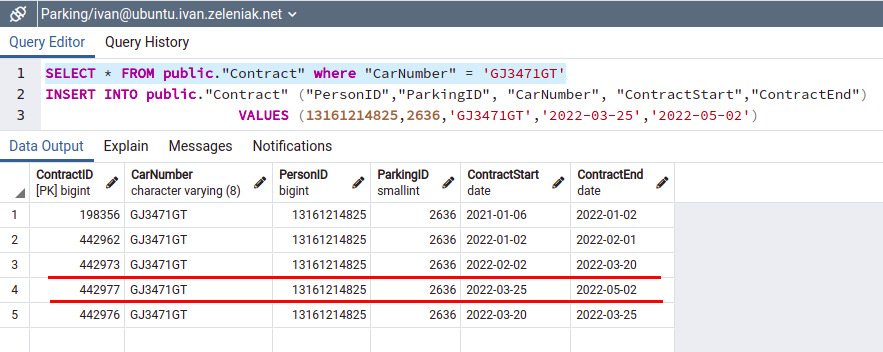 Parking/ivan@ubuntu.ivan.zeleniak.net
Query Editor Query History
1 SELECT * FROM public."Contract" where "CarNumber" = 'GJ3471GT'
2 INSERT INTO public."Contract" ("PersonID","ParkingID", "CarNumber", "ContractStart","ContractEnd")
3 VALUES (13161214825,2636,'GJ3471GT','2022-03-25','2022-05-02')
Data Output Explain Messages Notifications
ContractID CarNumber PersonID ParkingID ContractStart ContractEnd
[PK] bigint character varying (8) bigint smallint date date
1 198356 GJ3471GT 13161214825 2636 2021-01-06 2022-01-02
2 442962 GJ3471GT 13161214825 2636 2022-01-02 2022-02-01
3 442973 GJ3471GT 13161214825 2636 2022-02-02 2022-03-20
4 442977 GJ3471GT 13161214825 2636 2022-03-25 2022-05-02
5 442976 GJ3471GT 13161214825 2636 2022-03-20 2022-03-25